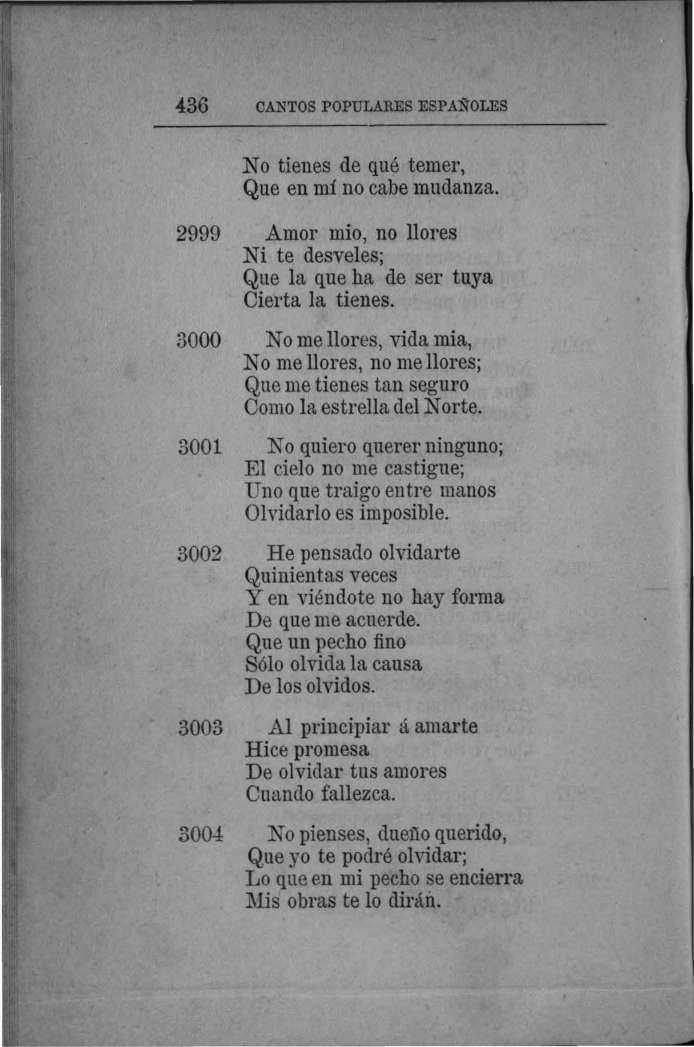 436 CANTOS POPULARES ESPAÑOLES
No tienes de qué temer,
Que en mí no cabe mudanza.
2999 Amor mio, no llores
Ni te desveles;
Que la que ha de ser tuya
Cierta la tienes.
3000 No me llores, vida mia,
No me llores, no me llores;
Que me tienes tan seguro
Como la estrella del Norte.
3001 No quiero querer ninguno;
El cielo no me castigue;
Uno que traigo entre manos
Olvidarlo es imposible.
3002 He pensado olvidarte
Quinientas veces
Y en viéndote no hay forma
De que me acuerde.
Que un pecho fino
Sólo olvida la causa
De los olvidos.
3003 Al principiar á amarte
Hice promesa
De olvidar tus amores
Cuando fallezca.
3004 No pienses, dueño querido,
Que yo te podré olvidar;
Lo que en mi pecho se encierra
Mis obras te lo dirán.